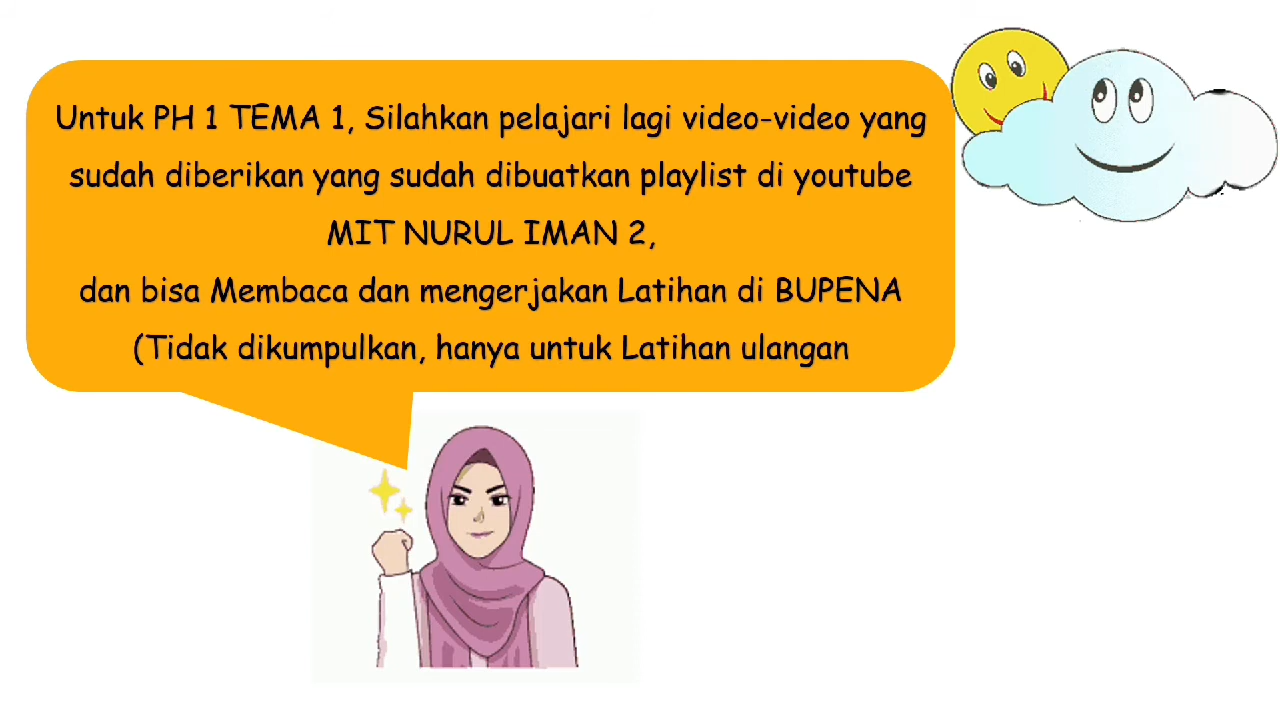 Untuk PH 1 TEMA 1, Silahkan pelajari lagi video-video yang
sudah diberikan yang sudah dibuatkan playlist di youtube
MIT NURUL IMAN 2,
dan bisa Membaca dan mengerjakan Latihan di BUPENA
(Tidak dikumpulkan, hanya untuk Latihan ulangan